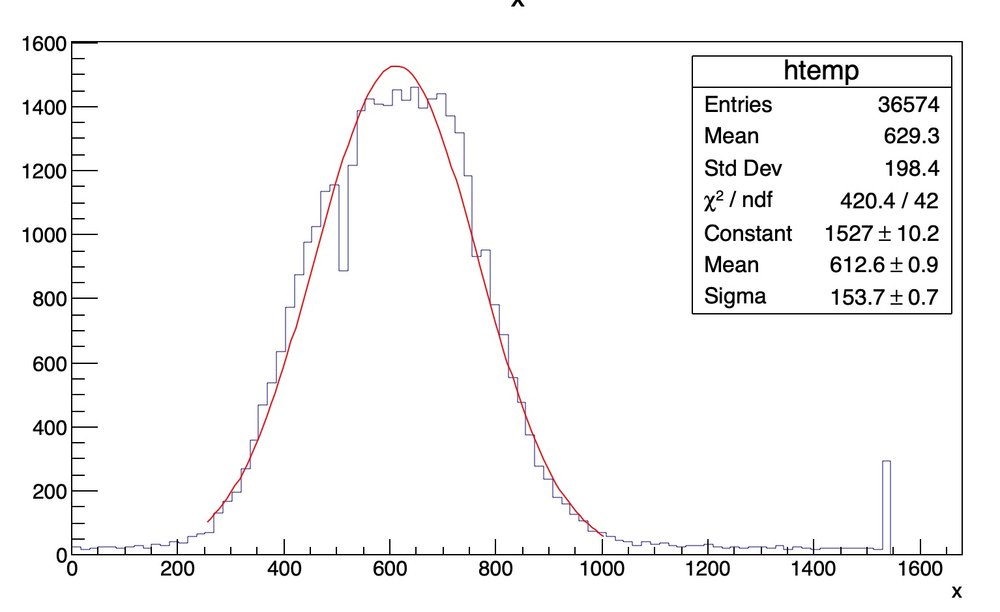 x
1600
1400
1200
1000
800
600
400
200
0
htemp
Entries 36574
Mean 629.3
Std Dev 198.4
χ² / ndf 420.4 / 42
Constant 1527 ± 10.2
Mean 612.6 ± 0.9
Sigma 153.7 ± 0.7
0 200 400 600 800 1000 1200 1400 1600
x